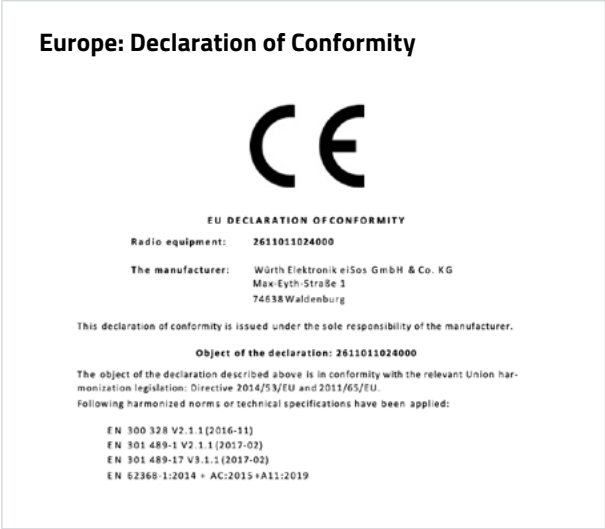 Europe: Declaration of Conformity
CE
EU DECLARATION OF CONFORMITY
Radio equipment: 2611011024000
The manufacturer: Würth Elektronik eiSos GmbH & Co. KG
Max-Eyth-Straße 1
74638 Waldenburg
This declaration of conformity is issued under the sole responsibility of the manufacturer.
Object of the declaration: 2611011024000
The object of the declaration described above is in conformity with the relevant Union har-
monization legislation: Directive 2014/53/EU and 2011/65/EU.
Following harmonized norms or technical specifications have been applied:
EN 300 328 V2.1.1 (2016-11)
EN 301 489-1 V2.1.1 (2017-02)
EN 301 489-17 V3.1.1 (2017-02)
EN 62368-1:2014 + AC:2015 +A11:2019